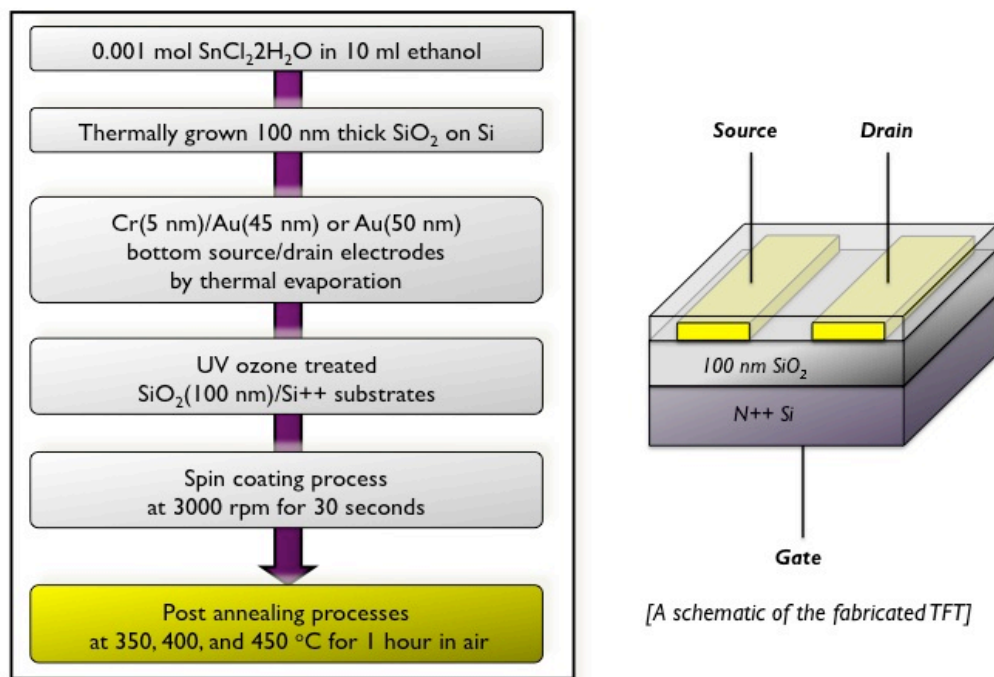 0.001 mol SnCl₂2H₂O in 10 ml ethanol
Thermally grown 100 nm thick SiO₂ on Si
Cr(5 nm)/Au(45 nm) or Au(50 nm)
bottom source/drain electrodes
by thermal evaporation
UV ozone treated
SiO₂(100 nm)/Si++ substrates
Spin coating process
at 3000 rpm for 30 seconds
Post annealing processes
at 350, 400, and 450 °C for 1 hour in air
Source
Drain
100 nm SiO₂
N++ Si
Gate
[A schematic of the fabricated TFT]